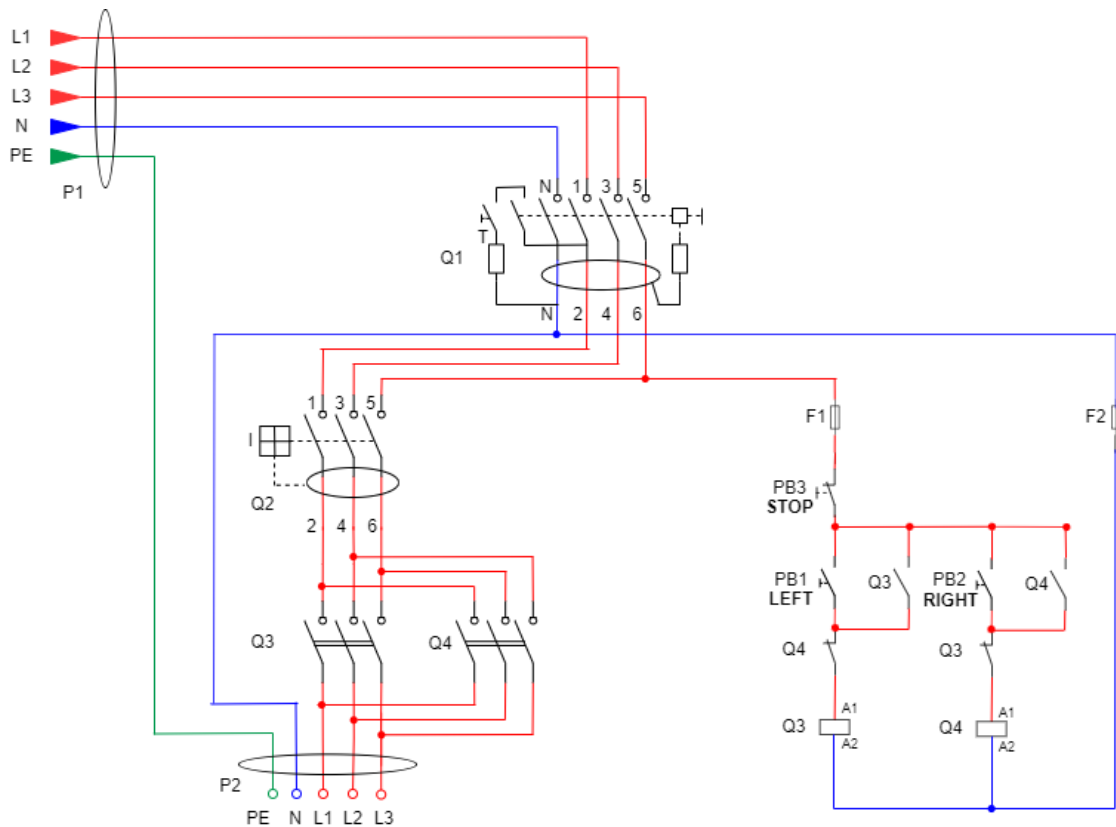 L1
L2
L3
N
PE
P1
N 1 3 5
T
Q1
N 2 4 6
1 3 5
I
Q2
2 4 6
F1
F2
PB3
STOP
PB1
LEFT
Q3
PB2
RIGHT
Q4
Q3
Q4
Q4
Q3
Q3
A1
A2
Q4
A1
A2
P2
PE N L1 L2 L3